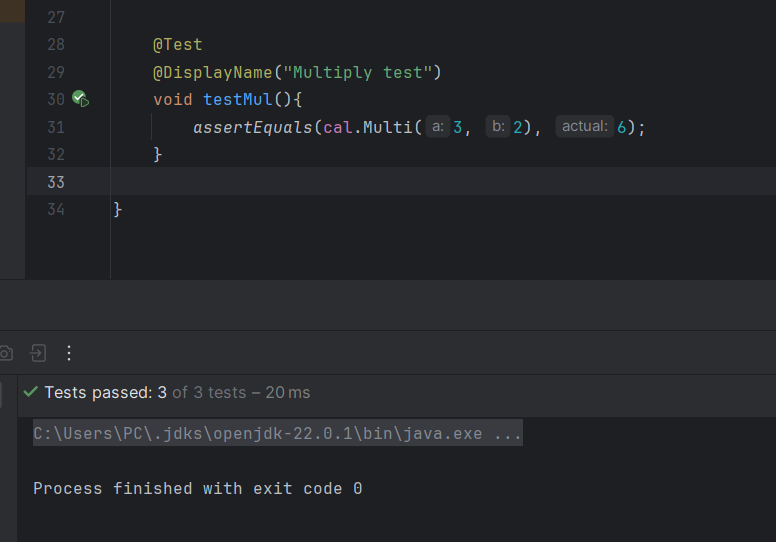 27
28 @Test
29 @DisplayName("Multiply test")
30 void testMul(){
31 assertEquals(cal.Multi( a: 3, b: 2), actual: 6);
32 }
33
34 }
Tests passed: 3 of 3 tests – 20 ms
C:\Users\PC\.jdks\openjdk-22.0.1\bin\java.exe ...
Process finished with exit code 0